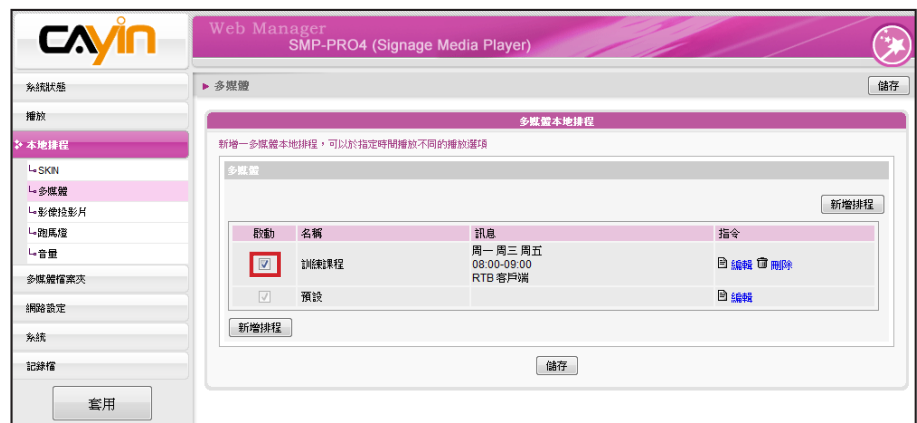 CAYIN
Web Manager
SMP-PRO4 (Signage Media Player)
系統狀態
播放
本地排程
SKIN
多媒體
影像投影片
跑馬燈
音量
多媒體檔案夾
網路設定
系統
記錄檔
套用
多媒體
儲存
多媒體本地排程
新增一多媒體本地排程，可以於指定時間播放不同的播放選項
多媒體
新增排程
啟動 名稱 訊息 指令
訓練課程 周一 周三 周五 編輯 刪除
08:00-09:00
RTB 客戶端
預設 編輯
新增排程
儲存